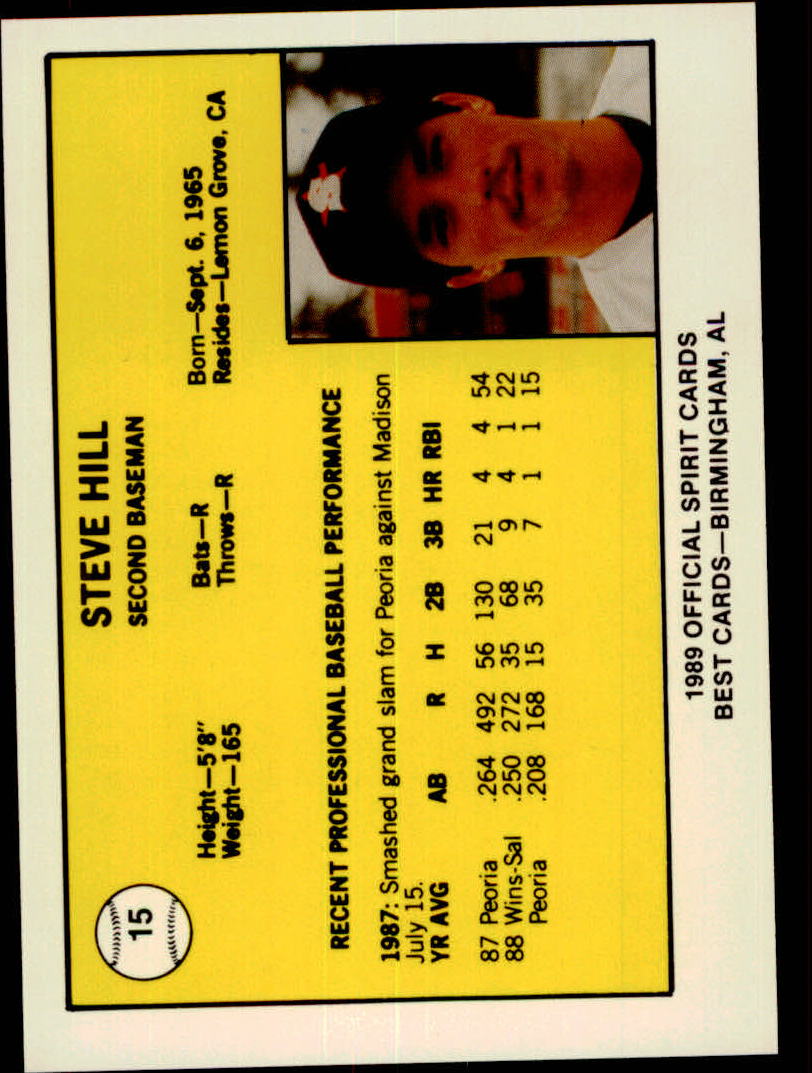 15
STEVE HILL
SECOND BASEMAN
Height—5'8" Bats—R Born—Sept. 6, 1965
Weight—165 Throws—R Resides—Lemon Grove, CA
RECENT PROFESSIONAL BASEBALL PERFORMANCE
1987: Smashed grand slam for Peoria against Madison
July 15.
YR AVG AB R H 2B 3B HR RBI
87 Peoria .264 492 56 130 21 4 4 54
88 Wins-Sal .250 272 35 68 9 4 1 22
Peoria .208 168 15 35 7 1 1 15
1989 OFFICIAL SPIRIT CARDS
BEST CARDS—BIRMINGHAM, AL